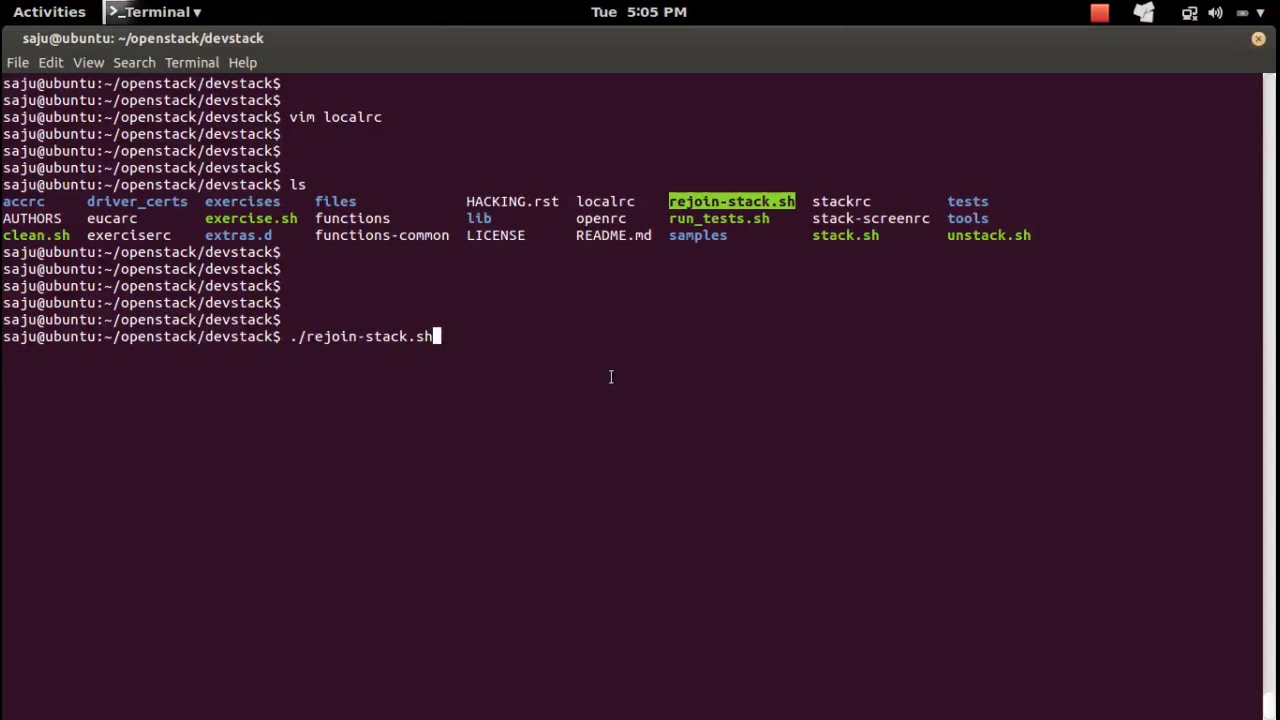 Activities >_Terminal ▾ Tue 5:05 PM
saju@ubuntu: ~/openstack/devstack
File Edit View Search Terminal Help
saju@ubuntu:~/openstack/devstack$
saju@ubuntu:~/openstack/devstack$
saju@ubuntu:~/openstack/devstack$ vim localrc
saju@ubuntu:~/openstack/devstack$
saju@ubuntu:~/openstack/devstack$
saju@ubuntu:~/openstack/devstack$
saju@ubuntu:~/openstack/devstack$ ls
accrc driver_certs exercises files HACKING.rst localrc rejoin-stack.sh stackrc tests
AUTHORS eucarc exercise.sh functions lib openrc run_tests.sh stack-screenrc tools
clean.sh exerciserc extras.d functions-common LICENSE README.md samples stack.sh unstack.sh
saju@ubuntu:~/openstack/devstack$
saju@ubuntu:~/openstack/devstack$
saju@ubuntu:~/openstack/devstack$
saju@ubuntu:~/openstack/devstack$
saju@ubuntu:~/openstack/devstack$
saju@ubuntu:~/openstack/devstack$ ./rejoin-stack.sh